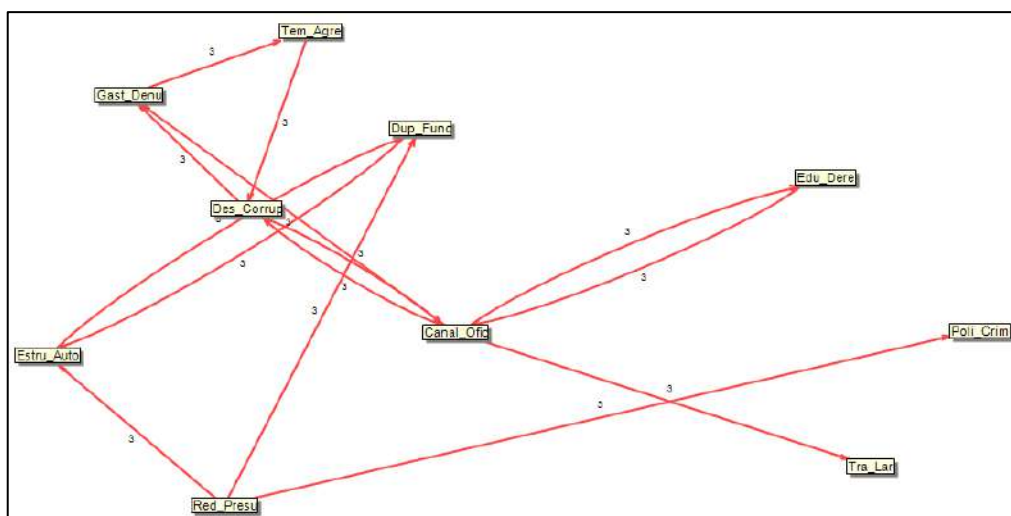 Tem_Agre
3
Gast_Denu
3
Dup_Func
3
Edu_Dere
Des_Corrup
3
3
3
3
3
3
Canal_Ofic
Poli_Crim
Estru_Auto
3
3
3
3
Tra_Lar
Red_Presu